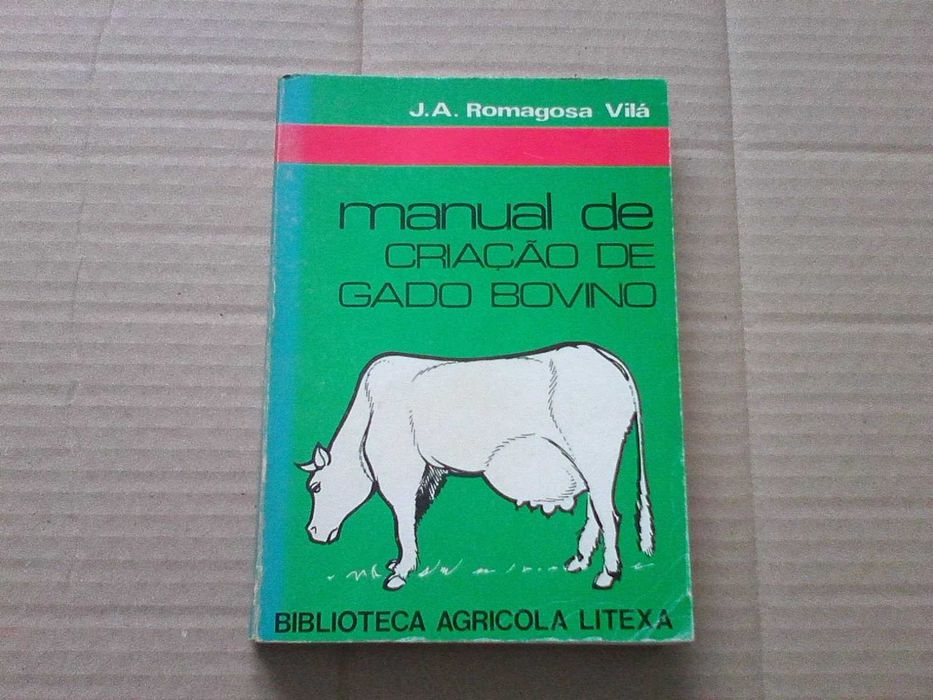 J.A. Romagosa Vilá
manual de
CRIAÇÃO DE
GADO BOVINO
BIBLIOTECA AGRICOLA LITEXA